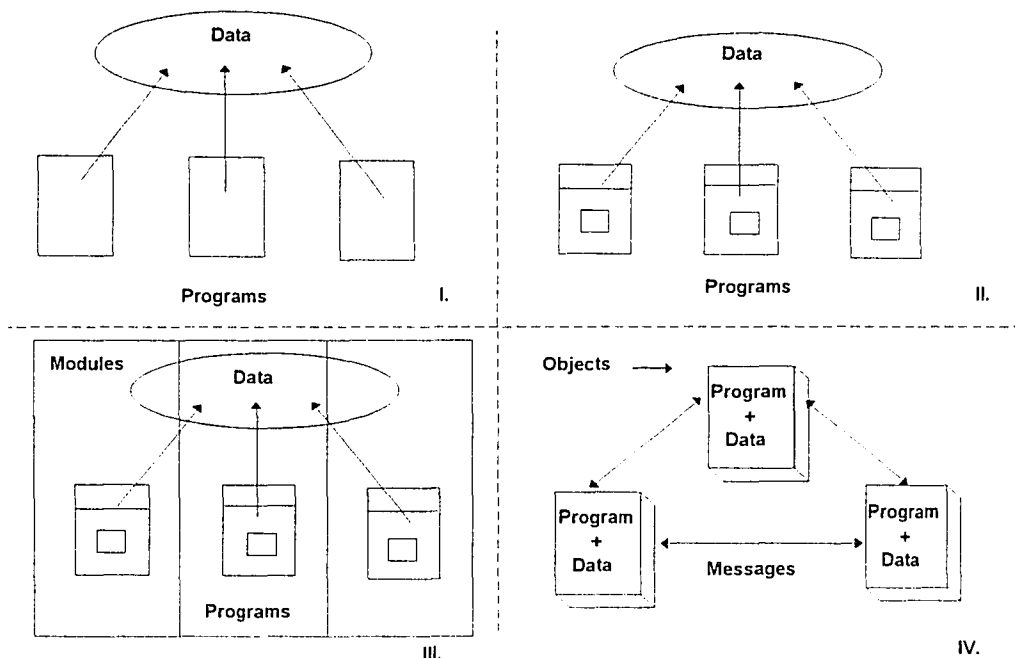 Data
Programs
I.
Data
Programs
II.
Modules
Data
Programs
III.
Objects
Program
+
Data
Program
+
Data
Messages
Program
+
Data
IV.